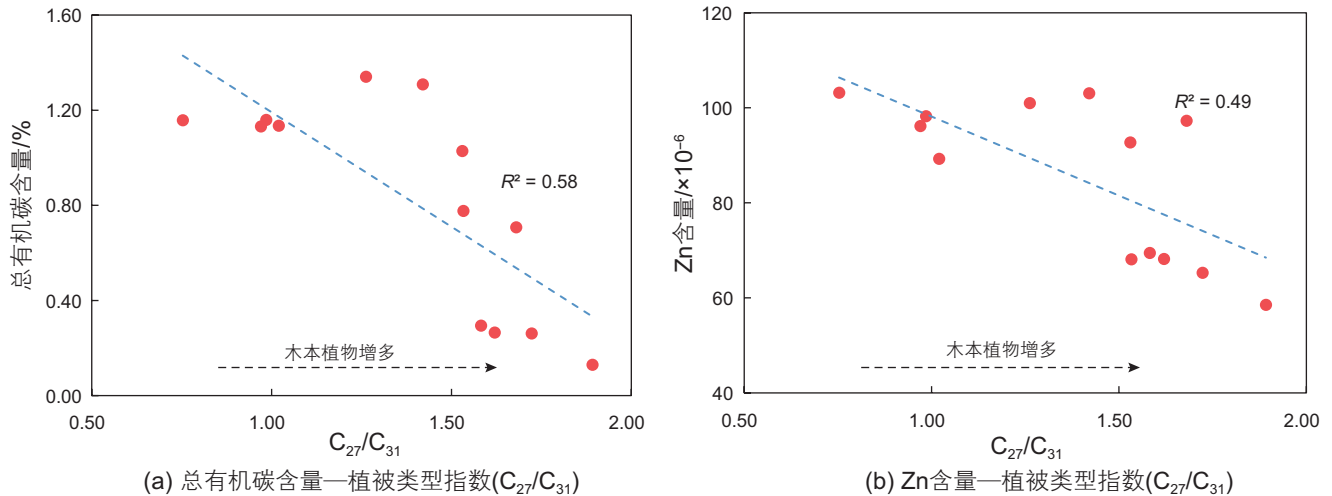 1.60
1.20
0.80
0.40
0.00
总有机碳含量/%
R² = 0.58
木本植物增多
0.50 1.00 1.50 2.00
C₂₇/C₃₁
(a) 总有机碳含量—植被类型指数(C₂₇/C₃₁)
120
100
80
60
40
Zn含量/×10⁻⁶
R² = 0.49
木本植物增多
0.50 1.00 1.50 2.00
C₂₇/C₃₁
(b) Zn含量—植被类型指数(C₂₇/C₃₁)